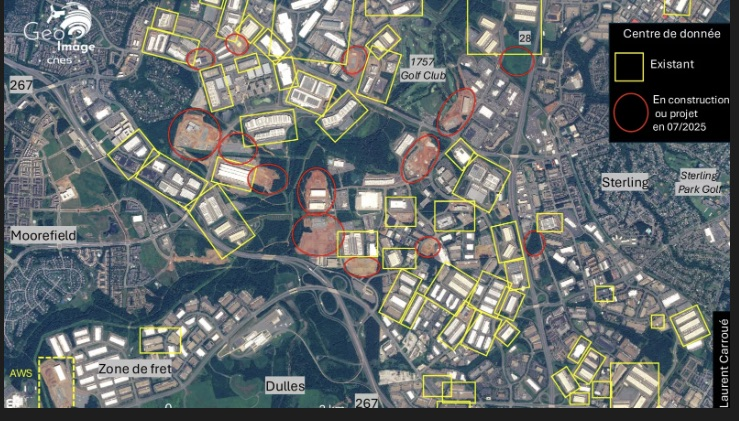 Geo
Image
cnes
28
Centre de donnée
Existant
En construction
ou projet
en 07/2025
1757
Golf Club
267
Sterling
Sterling
Park Golf
Moorefield
Laurent Carroué
AWS
Zone de fret
Dulles
0
267